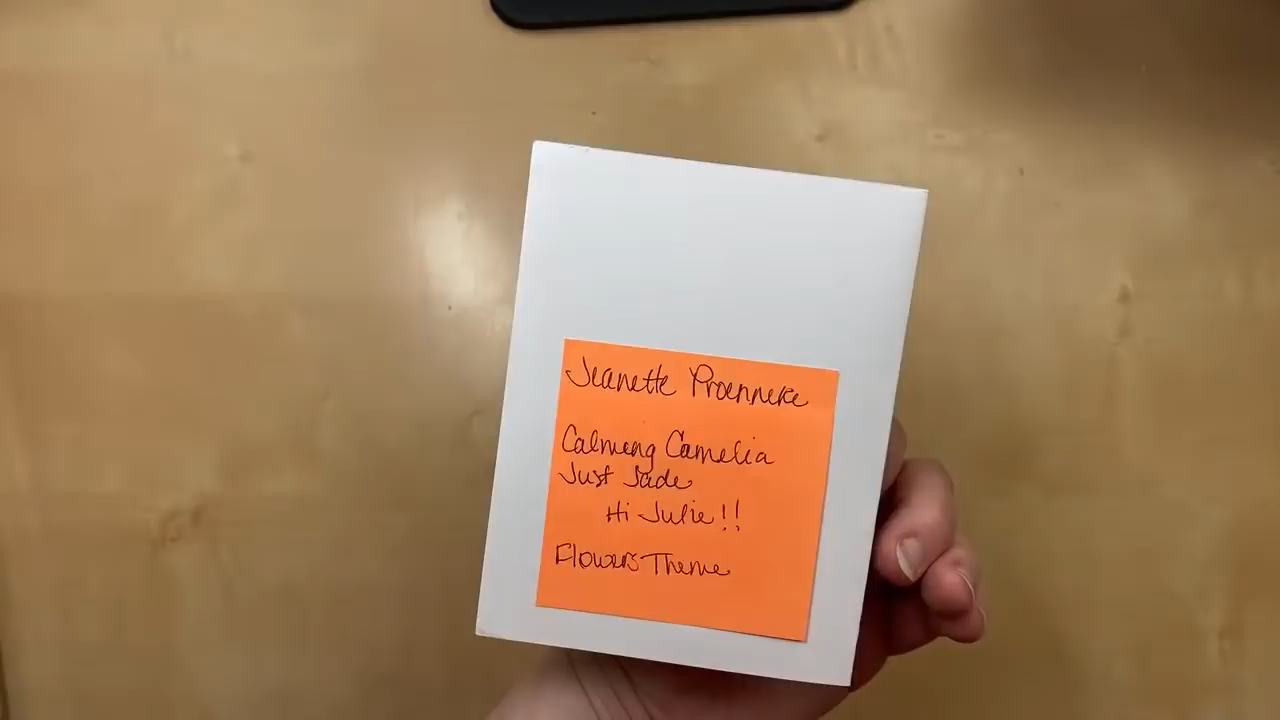 Jeanette Proenneke
Calming Camelia
Just Jade
Hi Julie!!
Flowers Theme